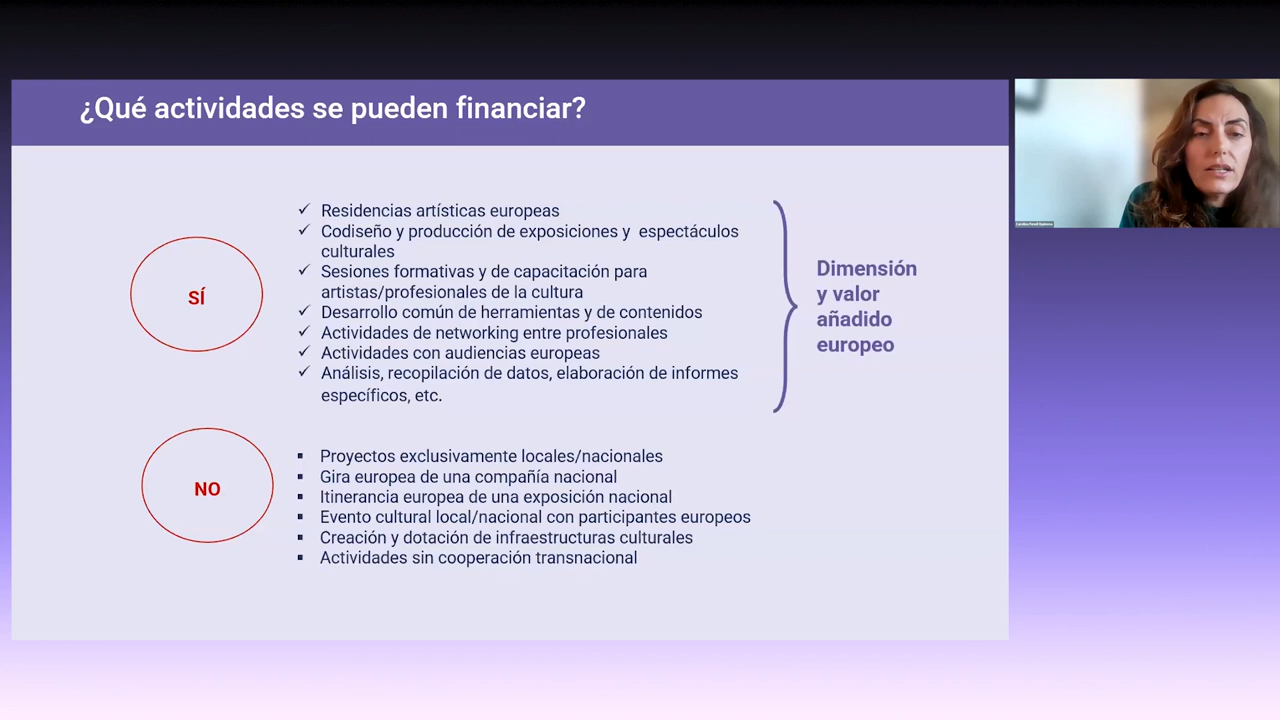 ¿Qué actividades se pueden financiar?
SÍ
✓ Residencias artísticas europeas
✓ Codiseño y producción de exposiciones y espectáculos
culturales
✓ Sesiones formativas y de capacitación para
artistas/profesionales de la cultura
✓ Desarrollo común de herramientas y de contenidos
✓ Actividades de networking entre profesionales
✓ Actividades con audiencias europeas
✓ Análisis, recopilación de datos, elaboración de informes
específicos, etc.
Dimensión
y valor
añadido
europeo
NO
▪ Proyectos exclusivamente locales/nacionales
▪ Gira europea de una compañía nacional
▪ Itinerancia europea de una exposición nacional
▪ Evento cultural local/nacional con participantes europeos
▪ Creación y dotación de infraestructuras culturales
▪ Actividades sin cooperación transnacional